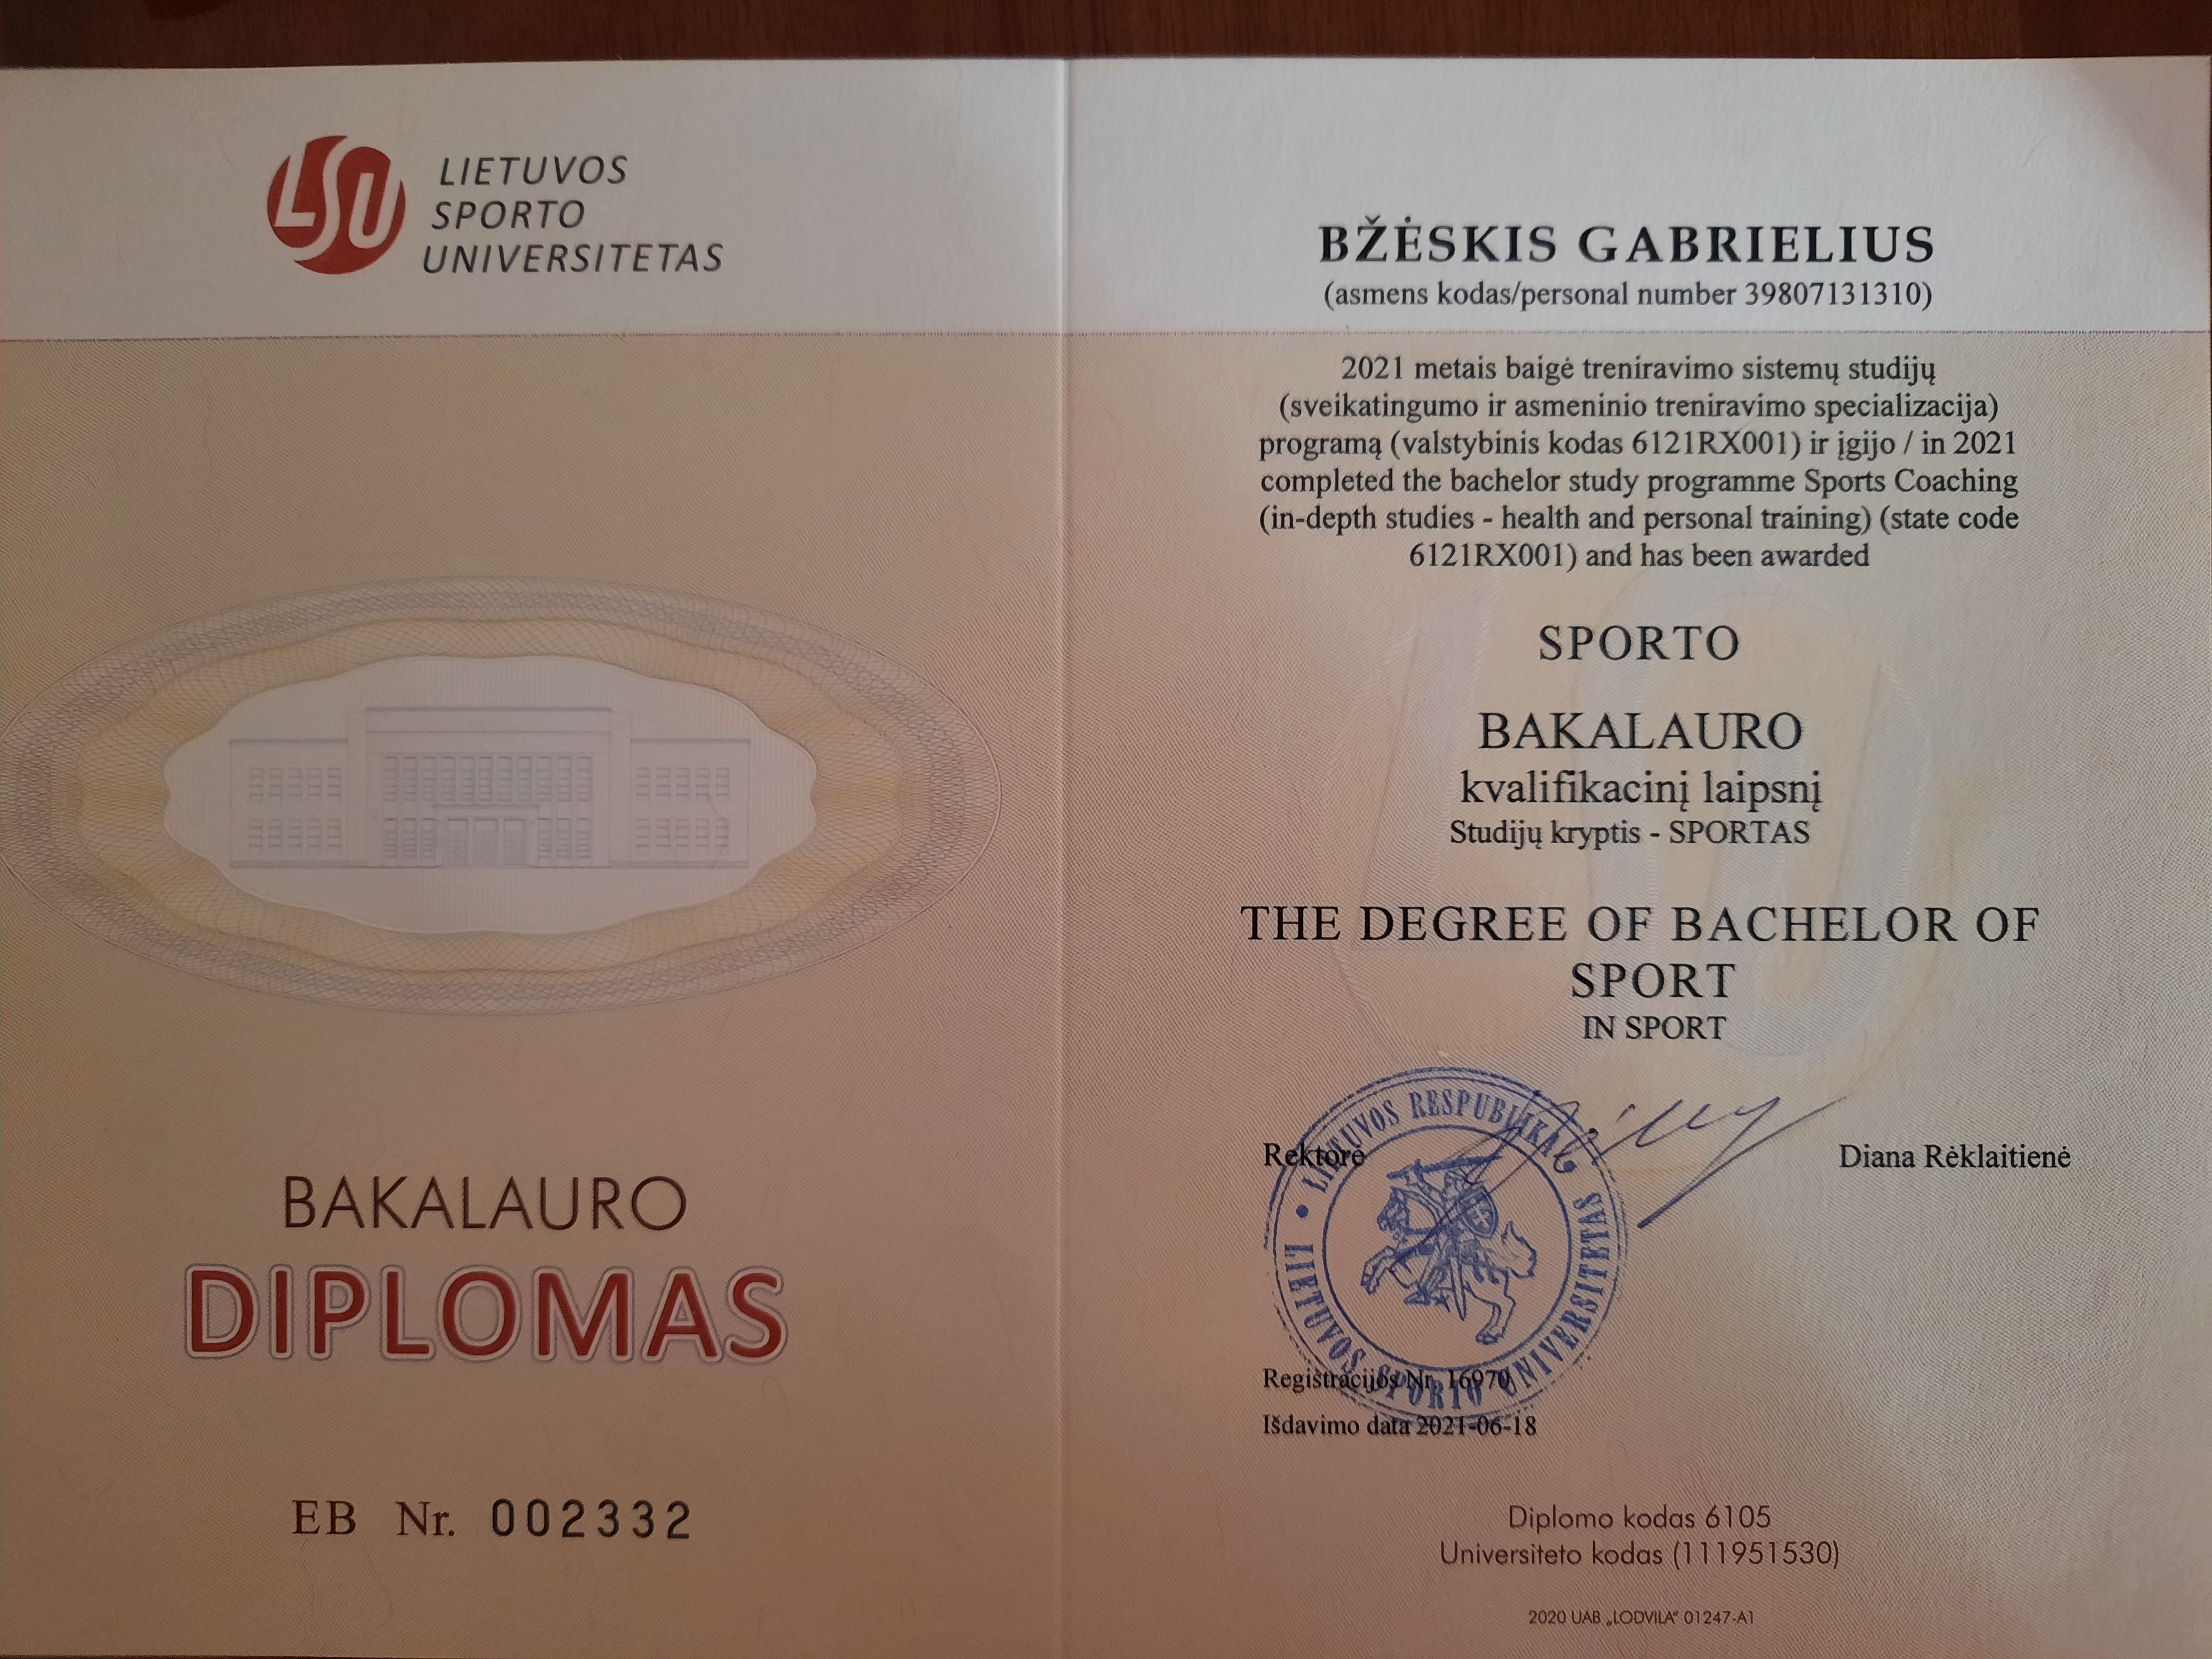 LSU
LIETUVOS
SPORTO
UNIVERSITETAS
BAKALAURO
DIPLOMAS
EB Nr. 002332
BŽĖSKIS GABRIELIUS
(asmens kodas/personal number 39807131310)
2021 metais baigė treniravimo sistemų studijų
(sveikatingumo ir asmeninio treniravimo specializacija)
programą (valstybinis kodas 6121RX001) ir įgijo / in 2021
completed the bachelor study programme Sports Coaching
(in-depth studies - health and personal training) (state code
6121RX001) and has been awarded
SPORTO
BAKALAURO
kvalifikacinį laipsnį
Studijų kryptis - SPORTAS
THE DEGREE OF BACHELOR OF
SPORT
IN SPORT
Rektorė
Diana Rėklaitienė
LIETUVOS RESPUBLIKA
LIETUVOS SPORTO UNIVERSITETAS
Registracijos Nr. 16970
Išdavimo data 2021-06-18
Diplomo kodas 6105
Universiteto kodas (111951530)
2020 UAB „LODVILA“ 01247-A1